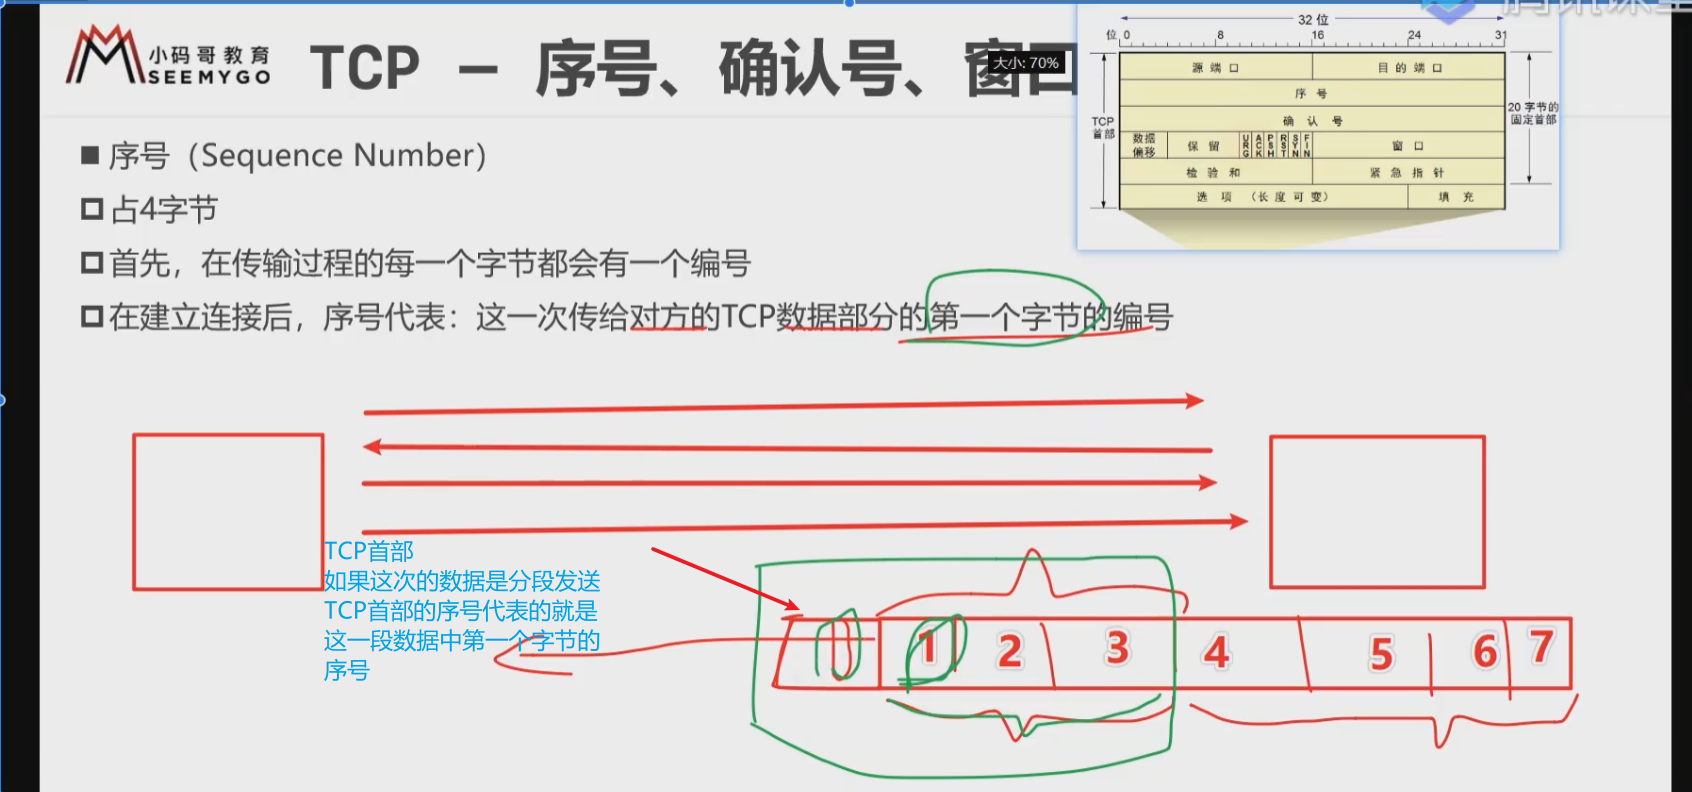 小码哥教育
SEEMYGO
TCP – 序号、确认号、窗口
大小: 70%
32 位
位 0 8 16 24 31
源端口 目的端口
序号
确认号
数据偏移 保留 URG ACK PSH RST SYN FIN 窗口
检验和 紧急指针
选项 (长度可变) 填充
TCP
首部
20 字节的
固定首部
序号（Sequence Number）
占4字节
首先，在传输过程的每一个字节都会有一个编号
在建立连接后，序号代表：这一次传给对方的TCP数据部分的第一个字节的编号
TCP首部
如果这次的数据是分段发送
TCP首部的序号代表的就是
这一段数据中第一个字节的
序号
1 2 3 4 5 6 7